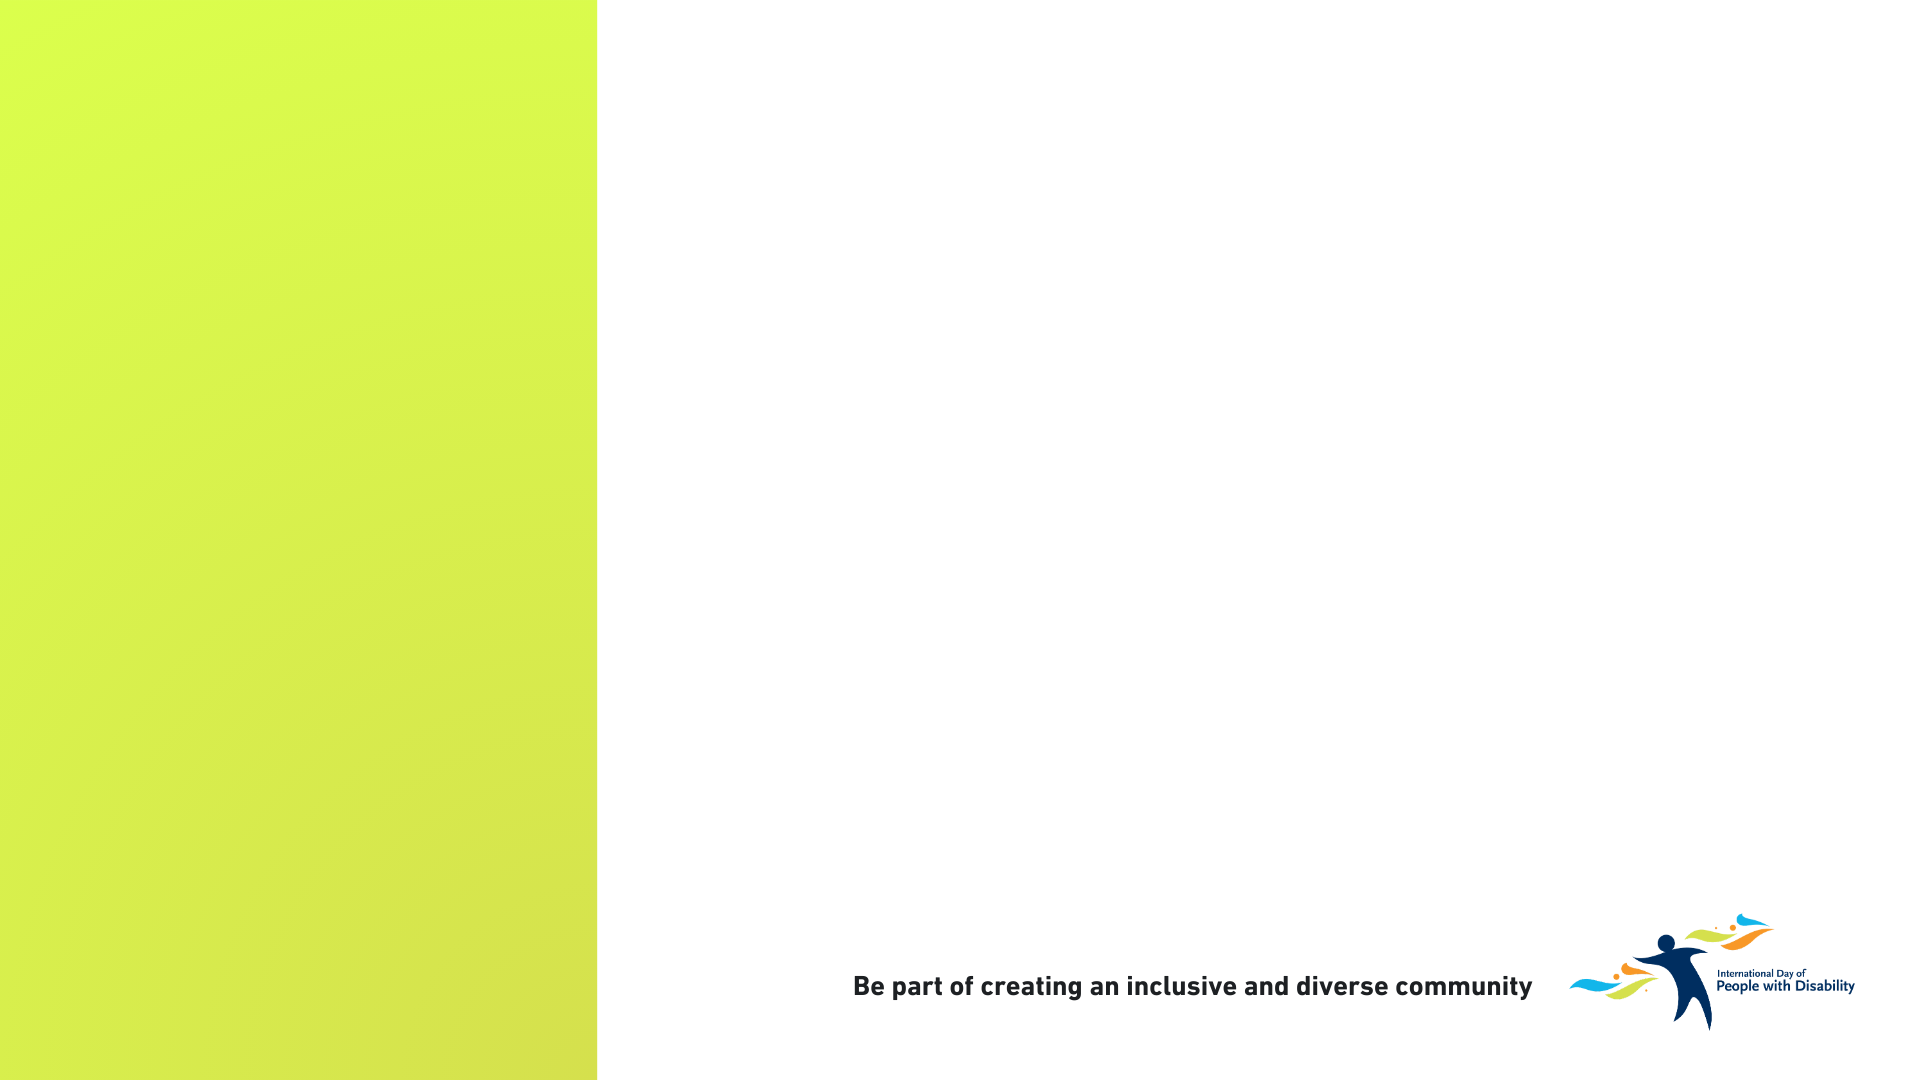 Be part of creating an inclusive and diverse community
International Day of
People with Disability